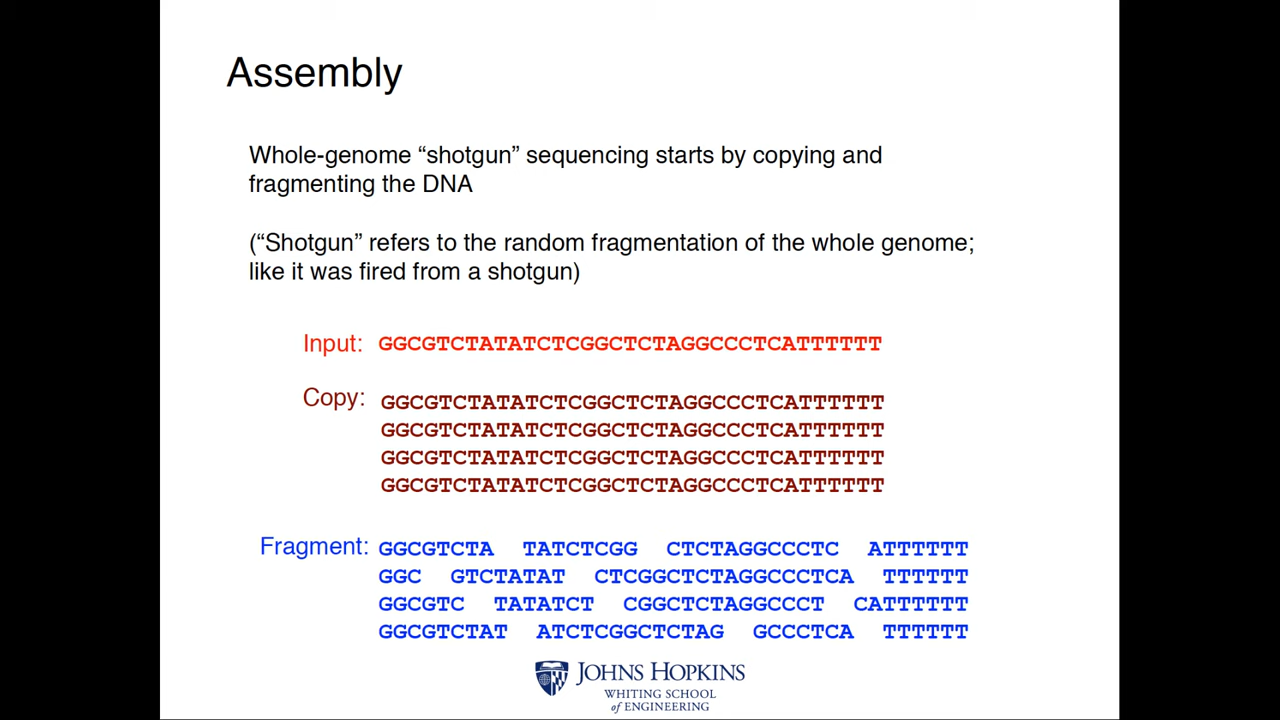 Assembly
Whole-genome “shotgun” sequencing starts by copying and
fragmenting the DNA
(“Shotgun” refers to the random fragmentation of the whole genome;
like it was fired from a shotgun)
Input: GGCGTCTATATCTCGGCTCTAGGCCCTCATTTTTT
Copy: GGCGTCTATATCTCGGCTCTAGGCCCTCATTTTTT
GGCGTCTATATCTCGGCTCTAGGCCCTCATTTTTT
GGCGTCTATATCTCGGCTCTAGGCCCTCATTTTTT
GGCGTCTATATCTCGGCTCTAGGCCCTCATTTTTT
Fragment: GGCGTCTA TATCTCGG CTCTAGGCCCTC ATTTTTT
GGC GTCTATAT CTCGGCTCTAGGCCCTCA TTTTTT
GGCGTC TATATCT CGGCTCTAGGCCCT CATTTTTT
GGCGTCTAT ATCTCGGCTCTAG GCCCTCA TTTTTT
JOHNS HOPKINS
WHITING SCHOOL
of ENGINEERING